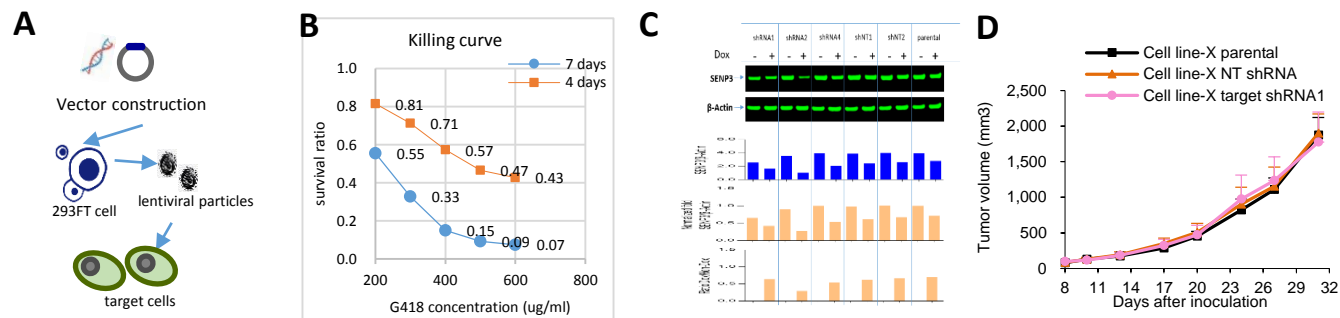 A
Vector construction
293FT cell
lentiviral particles
target cells
B
Killing curve
7 days
4 days
survival ratio
1.0
0.8
0.6
0.4
0.2
0.0
0.81
0.71
0.57
0.47
0.43
0.55
0.33
0.15
0.09
0.07
200
400
600
800
G418 concentration (ug/ml)
C
shRNA1 shRNA2 shRNA4 shNT1 shNT2 parental
Dox - + - + - + - + - + - +
SENP3
β-Actin
D
Cell line-X parental
Cell line-X NT shRNA
Cell line-X target shRNA1
Tumor volume (mm3)
2,500
2,000
1,500
1,000
500
0
8 11 14 17 20 23 26 29 32
Days after inoculation